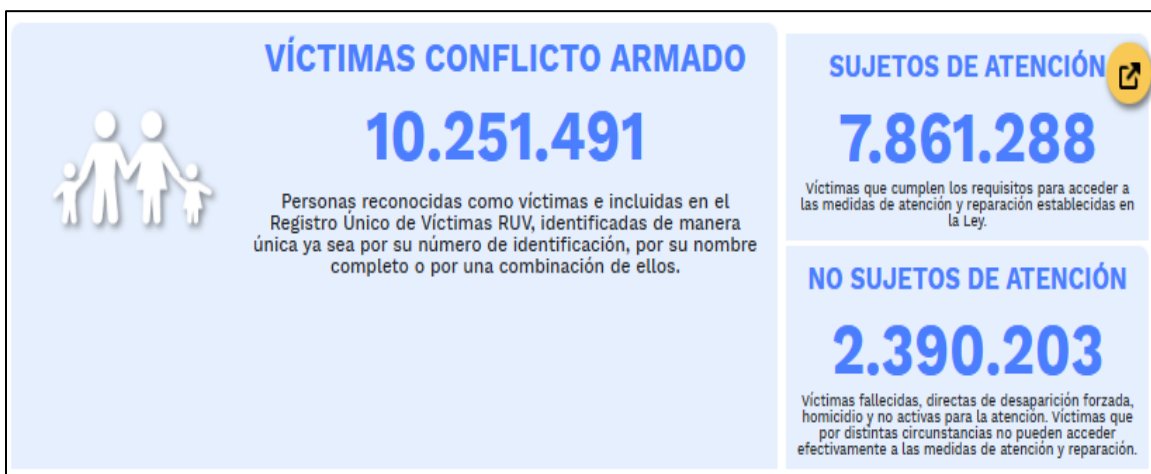 VÍCTIMAS CONFLICTO ARMADO
10.251.491
Personas reconocidas como víctimas e incluidas en el
Registro Único de Víctimas RUV, identificadas de manera
única ya sea por su número de identificación, por su nombre
completo o por una combinación de ellos.
SUJETOS DE ATENCIÓN
7.861.288
Víctimas que cumplen los requisitos para acceder a
las medidas de atención y reparación establecidas en
la Ley.
NO SUJETOS DE ATENCIÓN
2.390.203
Víctimas fallecidas, directas de desaparición forzada,
homicidio y no activas para la atención. Víctimas que
por distintas circunstancias no pueden acceder
efectivamente a las medidas de atención y reparación.